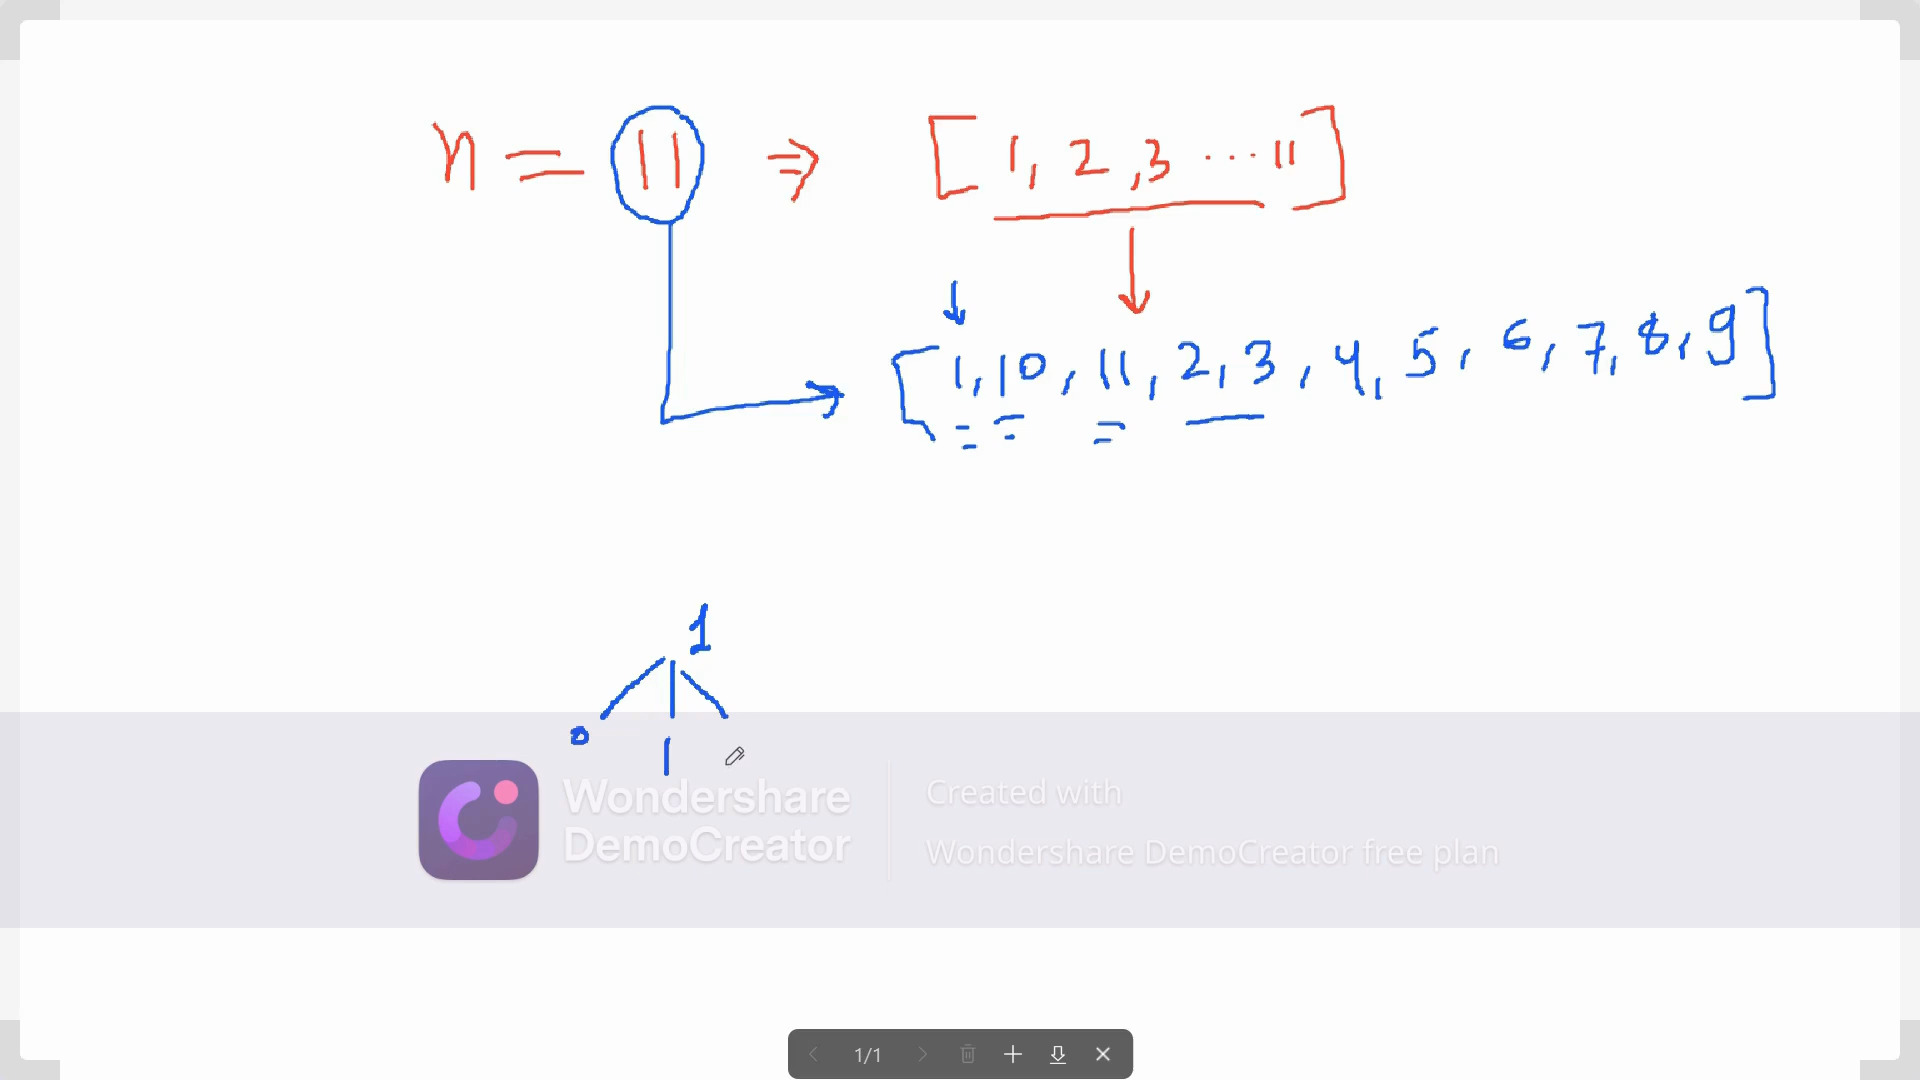 n = 11 ⇒ [1, 2, 3 ... 11]
[1, 10, 11, 2, 3, 4, 5, 6, 7, 8, 9]
1
0 1
Wondershare
DemoCreator
Created with
Wondershare DemoCreator free plan
1/1